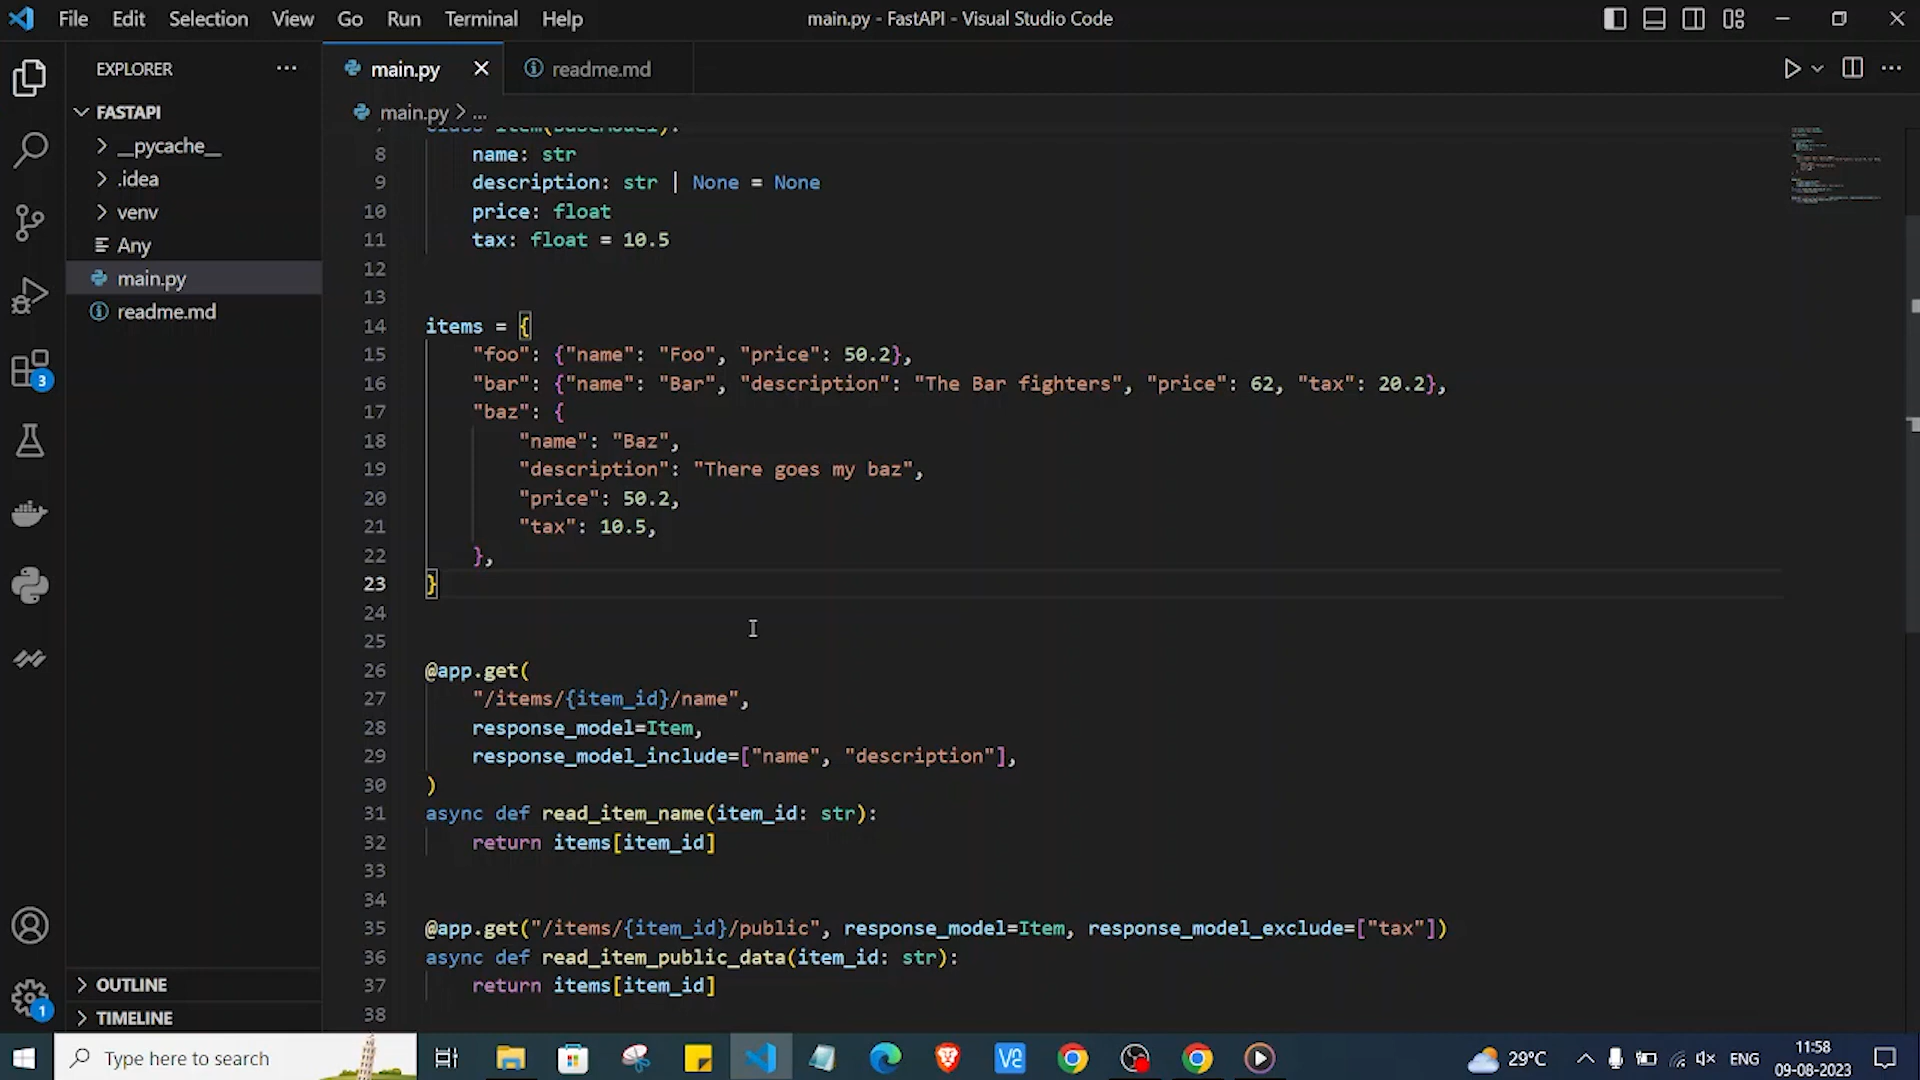 File Edit Selection View Go Run Terminal Help
main.py - FastAPI - Visual Studio Code
EXPLORER
FASTAPI
__pycache__
.idea
venv
Any
main.py
readme.md
OUTLINE
TIMELINE
3
1
main.py readme.md
main.py > ...
7 class Item(BaseModel):
8 name: str
9 description: str | None = None
10 price: float
11 tax: float = 10.5
12
13
14 items = {
15 "foo": {"name": "Foo", "price": 50.2},
16 "bar": {"name": "Bar", "description": "The Bar fighters", "price": 62, "tax": 20.2},
17 "baz": {
18 "name": "Baz",
19 "description": "There goes my baz",
20 "price": 50.2,
21 "tax": 10.5,
22 },
23 }
24
25
26 @app.get(
27 "/items/{item_id}/name",
28 response_model=Item,
29 response_model_include=["name", "description"],
30 )
31 async def read_item_name(item_id: str):
32 return items[item_id]
33
34
35 @app.get("/items/{item_id}/public", response_model=Item, response_model_exclude=["tax"])
36 async def read_item_public_data(item_id: str):
37 return items[item_id]
38
Type here to search
29°C
ENG
11:58
09-08-2023